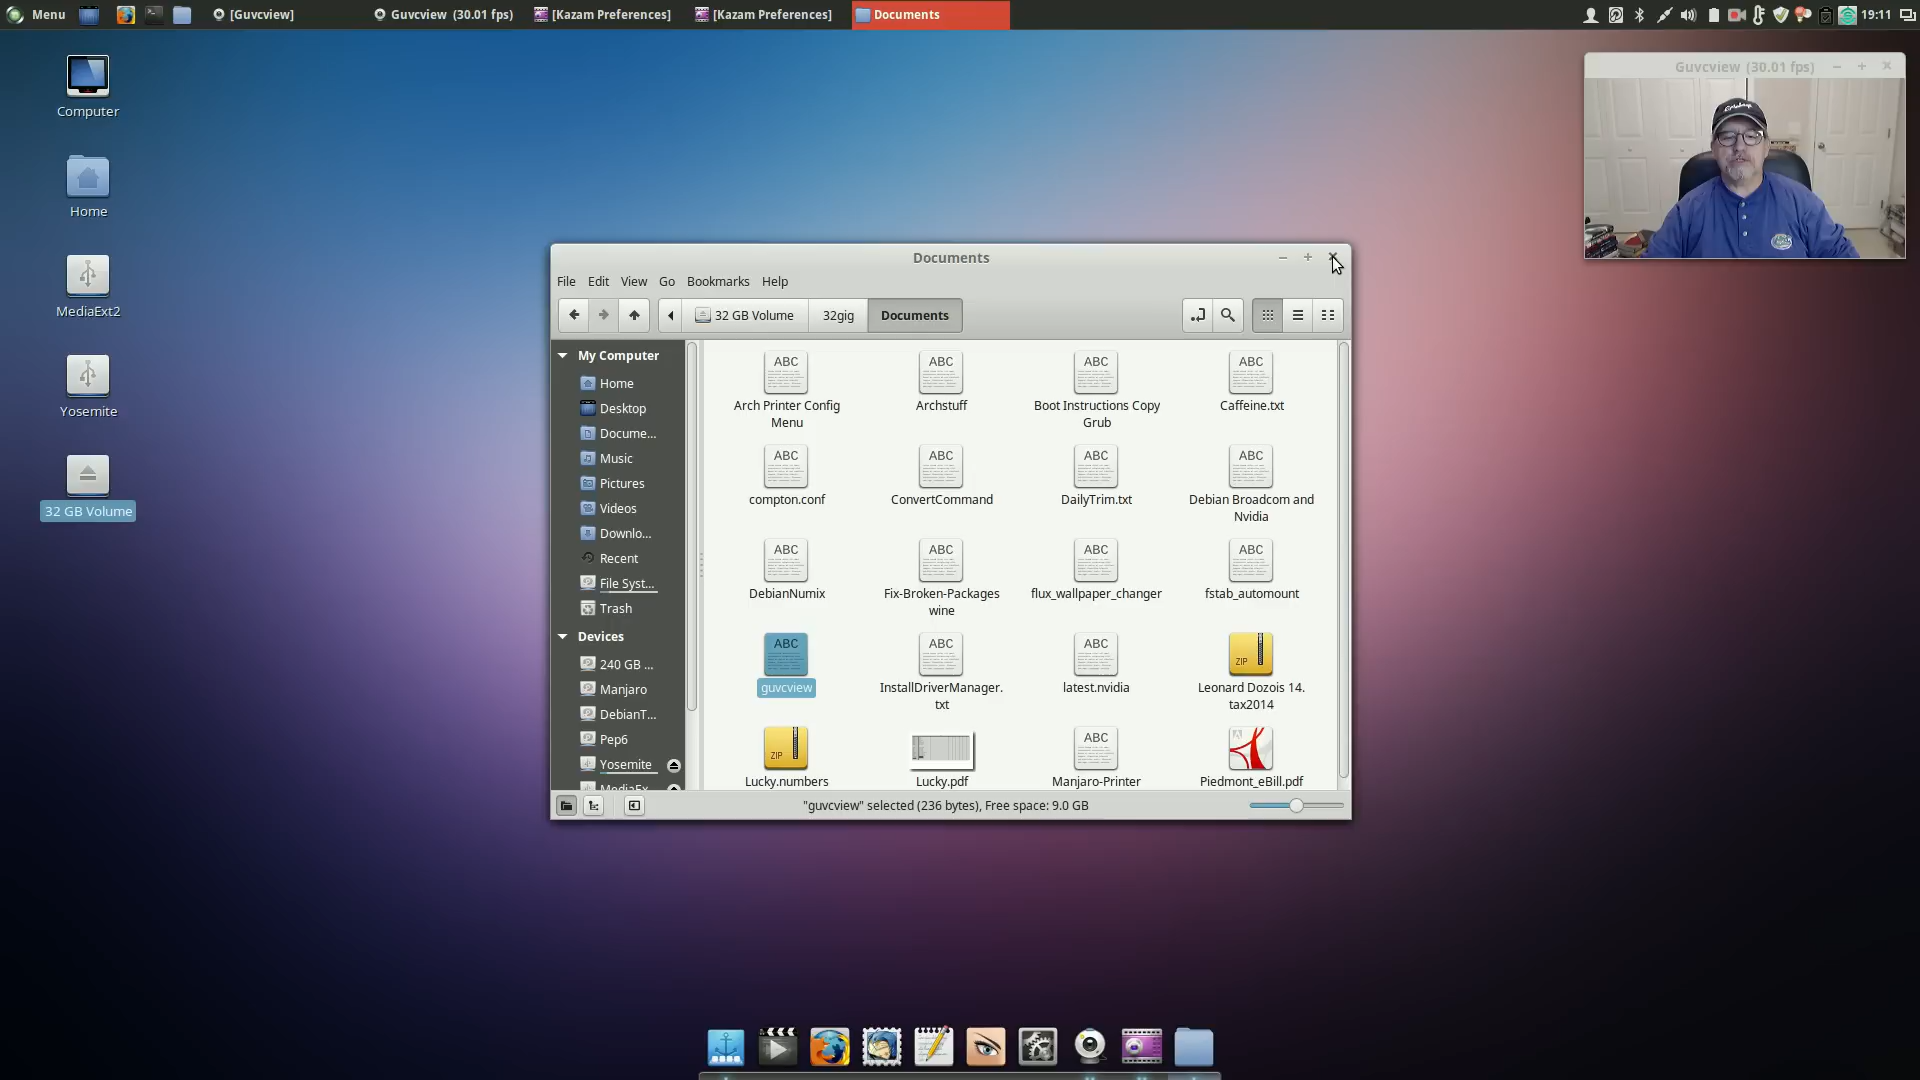 Menu
[Guvcview]
Guvcview (30.01 fps)
[Kazam Preferences]
[Kazam Preferences]
Documents
19:11
Computer
Home
MediaExt2
Yosemite
32 GB Volume
Guvcview (30.01 fps)
Documents
File Edit View Go Bookmarks Help
32 GB Volume
32gig
Documents
My Computer
Home
Desktop
Docume...
Music
Pictures
Videos
Downlo...
Recent
File Syst...
Trash
Devices
240 GB ...
Manjaro
DebianT...
Pep6
Yosemite
ABC
ABC
ABC
ABC
Arch Printer Config
Menu
Archstuff
Boot Instructions Copy
Grub
Caffeine.txt
ABC
ABC
ABC
ABC
compton.conf
ConvertCommand
DailyTrim.txt
Debian Broadcom and
Nvidia
ABC
ABC
ABC
ABC
DebianNumix
Fix-Broken-Packages
wine
flux_wallpaper_changer
fstab_automount
ABC
ABC
ABC
ZIP
guvcview
InstallDriverManager.
txt
latest.nvidia
Leonard Dozois 14.
tax2014
ZIP
ABC
Lucky.numbers
Lucky.pdf
Manjaro-Printer
Piedmont_eBill.pdf
"guvcview" selected (236 bytes), Free space: 9.0 GB